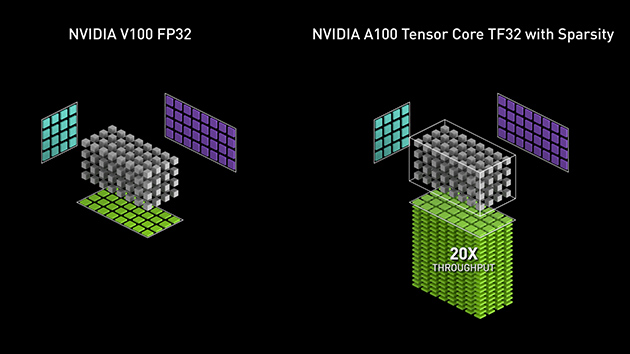 NVIDIA V100 FP32
NVIDIA A100 Tensor Core TF32 with Sparsity
20X
THROUGHPUT